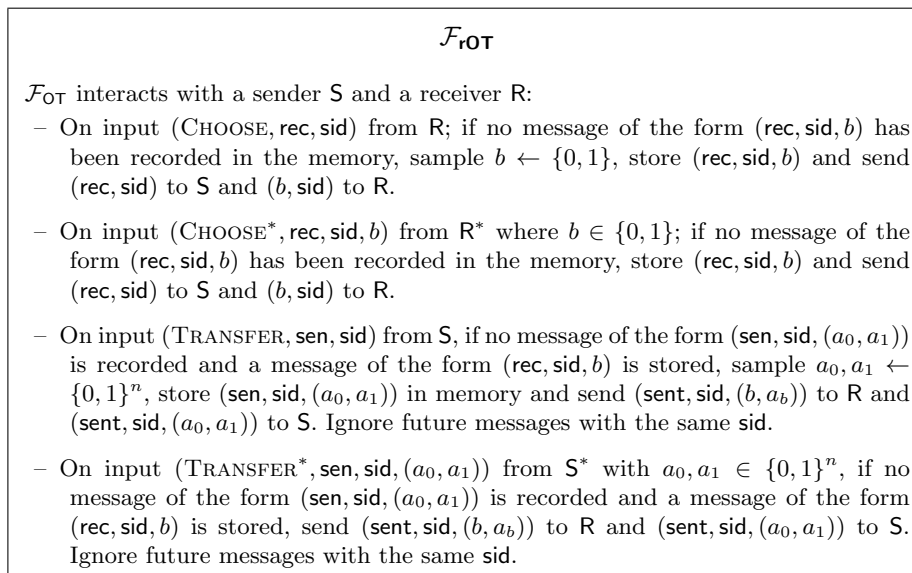 𝓕_rOT
𝓕_OT interacts with a sender S and a receiver R:
– On input (CHOOSE, rec, sid) from R; if no message of the form (rec, sid, b) has
been recorded in the memory, sample b ← {0, 1}, store (rec, sid, b) and send
(rec, sid) to S and (b, sid) to R.
– On input (CHOOSE*, rec, sid, b) from R* where b ∈ {0, 1}; if no message of the
form (rec, sid, b) has been recorded in the memory, store (rec, sid, b) and send
(rec, sid) to S and (b, sid) to R.
– On input (TRANSFER, sen, sid) from S, if no message of the form (sen, sid, (a₀, a₁))
is recorded and a message of the form (rec, sid, b) is stored, sample a₀, a₁ ←
{0, 1}ⁿ, store (sen, sid, (a₀, a₁)) in memory and send (sent, sid, (b, a_b)) to R and
(sent, sid, (a₀, a₁)) to S. Ignore future messages with the same sid.
– On input (TRANSFER*, sen, sid, (a₀, a₁)) from S* with a₀, a₁ ∈ {0, 1}ⁿ, if no
message of the form (sen, sid, (a₀, a₁)) is recorded and a message of the form
(rec, sid, b) is stored, send (sent, sid, (b, a_b)) to R and (sent, sid, (a₀, a₁)) to S.
Ignore future messages with the same sid.